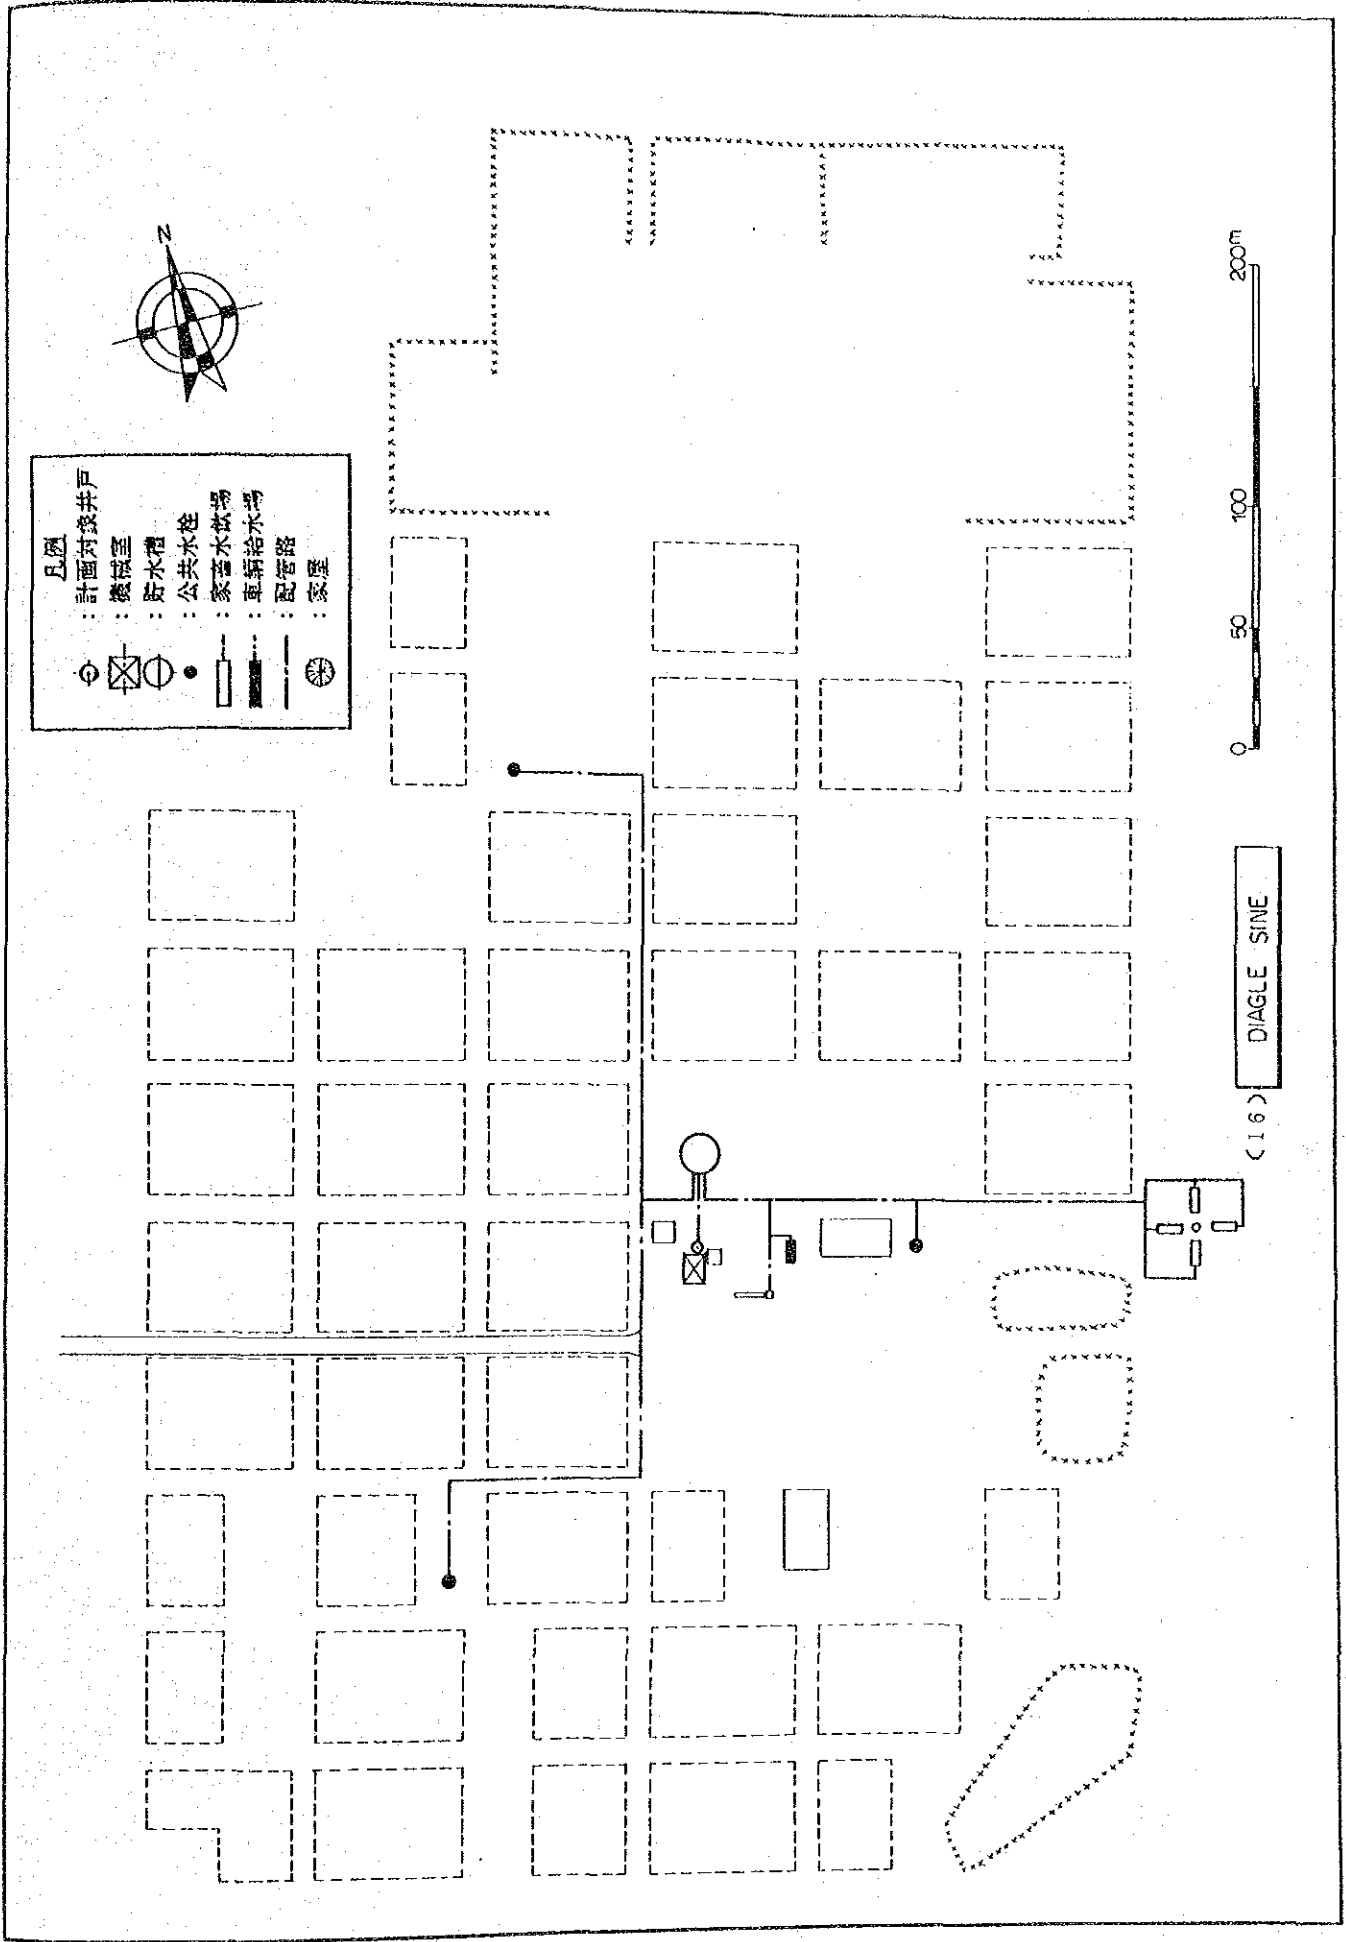 N
凡例
：計画対象井戸
：機械室
：貯水槽
：公共水栓
：家畜水飲場
：車輌給水場
：配管路
：家屋
0 50 100 200m
(16) DIAGLE SINE